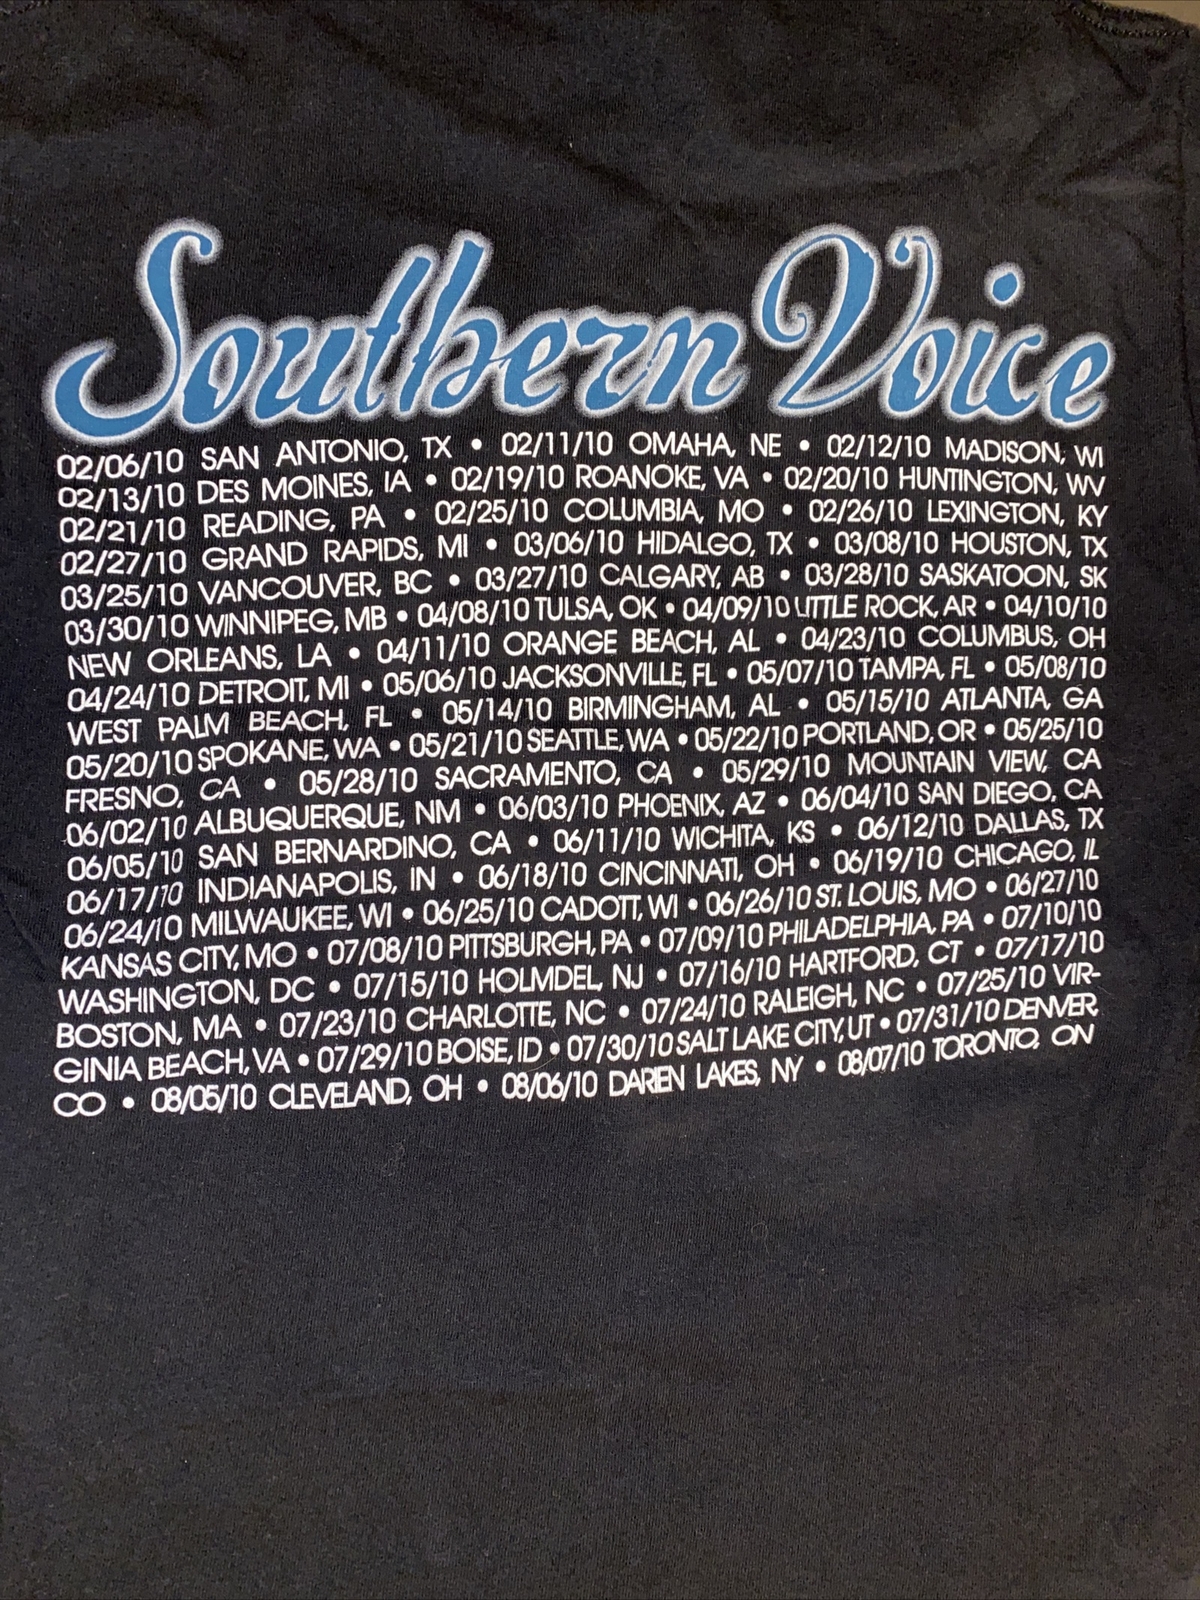 Southern Voice
02/06/10 SAN ANTONIO, TX • 02/11/10 OMAHA, NE • 02/12/10 MADISON, WI
02/13/10 DES MOINES, IA • 02/19/10 ROANOKE, VA • 02/20/10 HUNTINGTON, WV
02/21/10 READING, PA • 02/25/10 COLUMBIA, MO • 02/26/10 LEXINGTON, KY
02/27/10 GRAND RAPIDS, MI • 03/06/10 HIDALGO, TX • 03/08/10 HOUSTON, TX
03/25/10 VANCOUVER, BC • 03/27/10 CALGARY, AB • 03/28/10 SASKATOON, SK
03/30/10 WINNIPEG, MB • 04/08/10 TULSA, OK • 04/09/10 LITTLE ROCK, AR • 04/10/10
NEW ORLEANS, LA • 04/11/10 ORANGE BEACH, AL • 04/23/10 COLUMBUS, OH
04/24/10 DETROIT, MI • 05/06/10 JACKSONVILLE, FL • 05/07/10 TAMPA, FL • 05/08/10
WEST PALM BEACH, FL • 05/14/10 BIRMINGHAM, AL • 05/15/10 ATLANTA, GA
05/20/10 SPOKANE, WA • 05/21/10 SEATTLE, WA • 05/22/10 PORTLAND, OR • 05/25/10
FRESNO, CA • 05/28/10 SACRAMENTO, CA • 05/29/10 MOUNTAIN VIEW, CA
06/02/10 ALBUQUERQUE, NM • 06/03/10 PHOENIX, AZ • 06/04/10 SAN DIEGO, CA
06/05/10 SAN BERNARDINO, CA • 06/11/10 WICHITA, KS • 06/12/10 DALLAS, TX
06/17/10 INDIANAPOLIS, IN • 06/18/10 CINCINNATI, OH • 06/19/10 CHICAGO, IL
06/24/10 MILWAUKEE, WI • 06/25/10 CADOTT, WI • 06/26/10 ST. LOUIS, MO • 06/27/10
KANSAS CITY, MO • 07/08/10 PITTSBURGH, PA • 07/09/10 PHILADELPHIA, PA • 07/10/10
WASHINGTON, DC • 07/15/10 HOLMDEL, NJ • 07/16/10 HARTFORD, CT • 07/17/10
BOSTON, MA • 07/23/10 CHARLOTTE, NC • 07/24/10 RALEIGH, NC • 07/25/10 VIR-
GINIA BEACH, VA • 07/29/10 BOISE, ID • 07/30/10 SALT LAKE CITY, UT • 07/31/10 DENVER,
CO • 08/05/10 CLEVELAND, OH • 08/06/10 DARIEN LAKES, NY • 08/07/10 TORONTO, ON